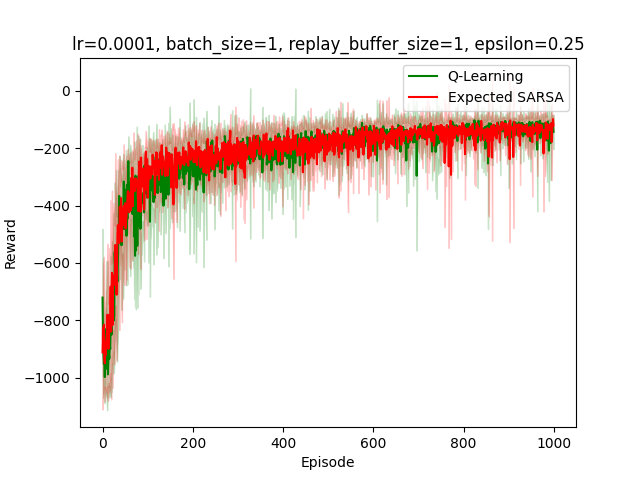 lr=0.0001, batch_size=1, replay_buffer_size=1, epsilon=0.25
Q-Learning
Expected SARSA
Reward
0
−200
−400
−600
−800
−1000
0 200 400 600 800 1000
Episode